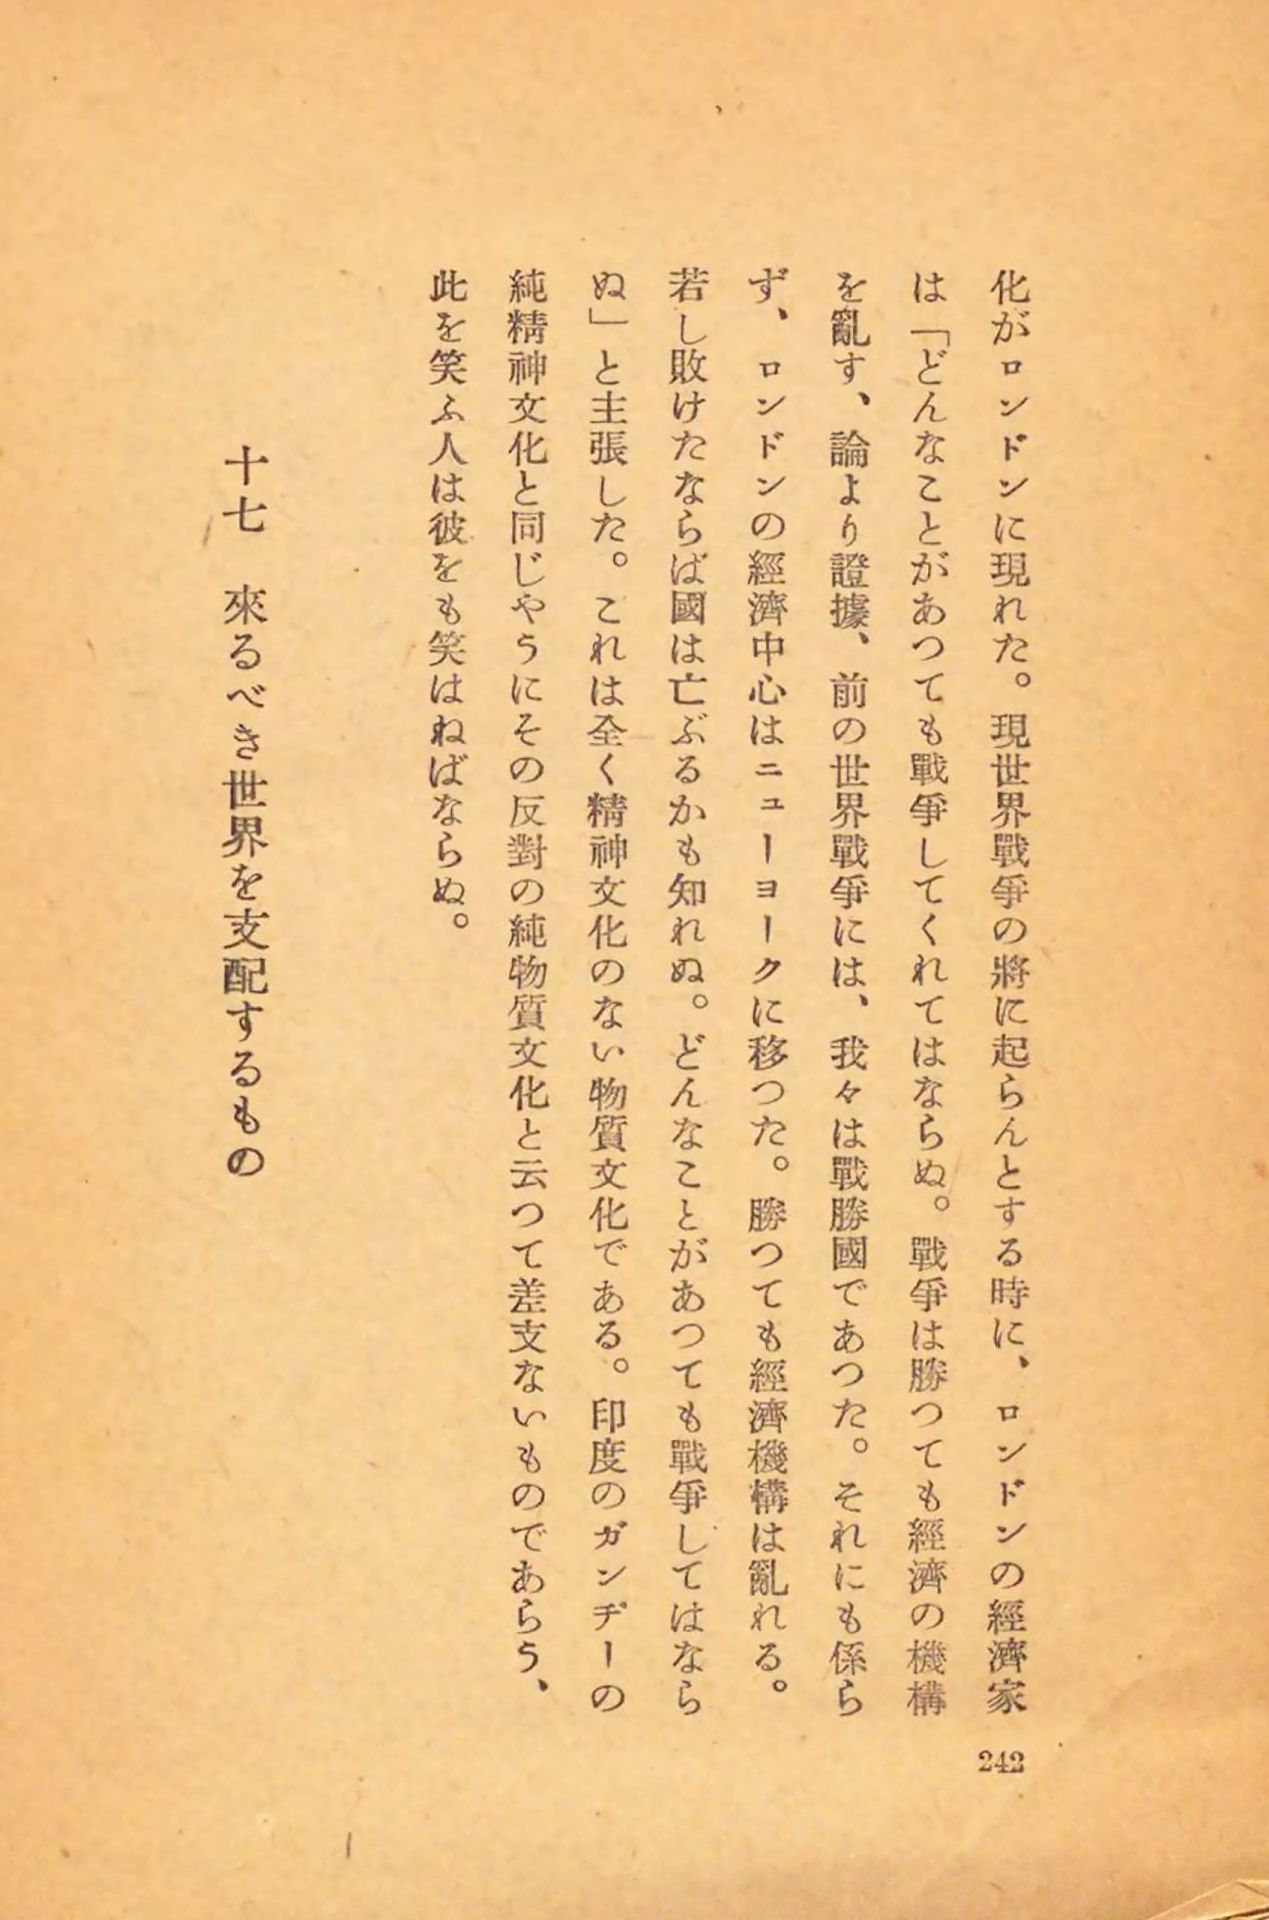 化がロンドンに現れた。現世界戰爭の將に起らんとする時に、ロンドンの經濟家
は「どんなことがあつても戰爭してくれてはならぬ。戰爭は勝つても經濟の機構
を亂す、論より證據、前の世界戰爭には、我々は戰勝國であつた。それにも係ら
ず、ロンドンの經濟中心はニューヨークに移つた。勝つても經濟機構は亂れる。
若し敗けたならば國は亡ぶるかも知れぬ。どんなことがあつても戰爭してはなら
ぬ」と主張した。これは全く精神文化のない物質文化である。印度のガンヂーの
純精神文化と同じやうにその反對の純物質文化と云つて差支ないものであらう、
此を笑ふ人は彼をも笑はねばならぬ。
十七　來るべき世界を支配するもの
242